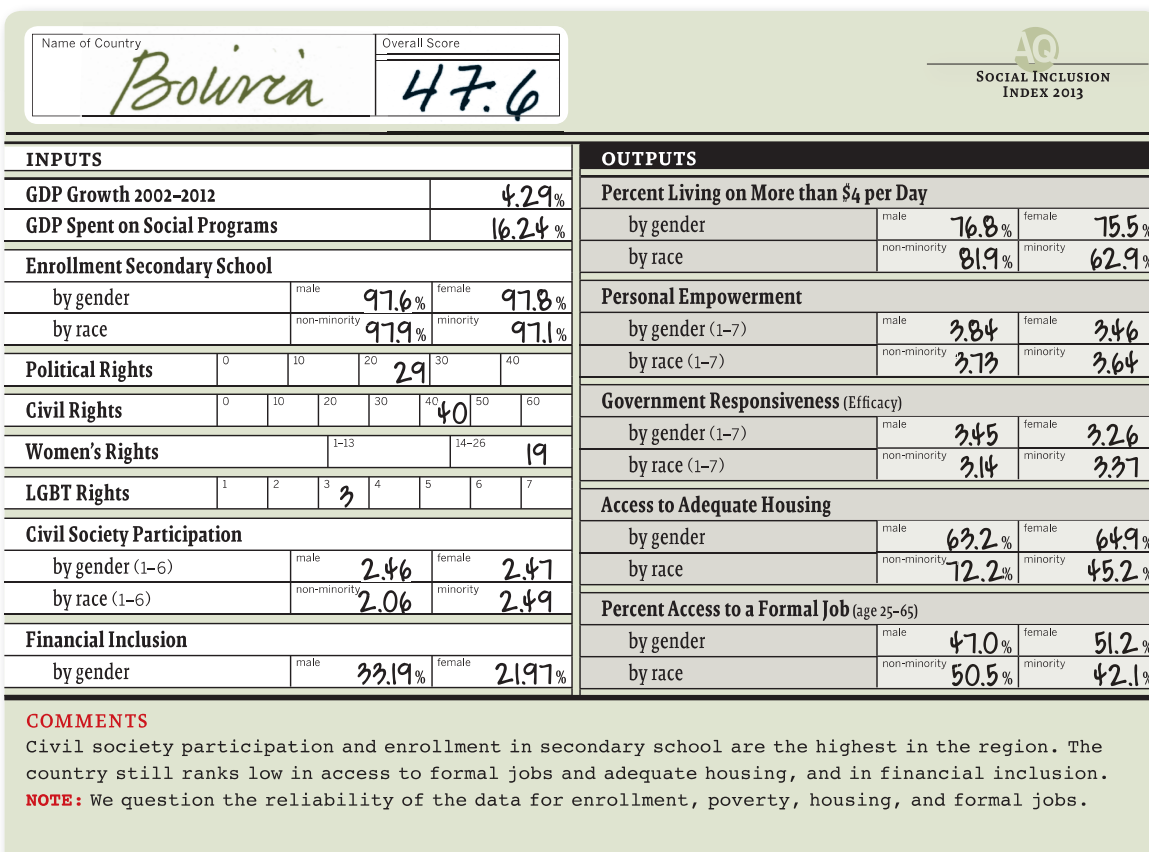 Name of Country
Bolivia
Overall Score
47.6
AQ
SOCIAL INCLUSION
INDEX 2013
INPUTS
GDP Growth 2002–2012 4.29%
GDP Spent on Social Programs 16.24%
Enrollment Secondary School
by gender male 97.6% female 97.8%
by race non-minority 97.9% minority 97.1%
Political Rights 0 10 20 29 30 40
Civil Rights 0 10 20 30 40 40 50 60
Women's Rights 1–13 14–26 19
LGBT Rights 1 2 3 3 4 5 6 7
Civil Society Participation
by gender (1–6) male 2.46 female 2.47
by race (1–6) non-minority 2.06 minority 2.49
Financial Inclusion
by gender male 33.19% female 21.97%
OUTPUTS
Percent Living on More than $4 per Day
by gender male 76.8% female 75.5%
by race non-minority 81.9% minority 62.9%
Personal Empowerment
by gender (1–7) male 3.84 female 3.46
by race (1–7) non-minority 3.73 minority 3.64
Government Responsiveness (Efficacy)
by gender (1–7) male 3.45 female 3.26
by race (1–7) non-minority 3.14 minority 3.37
Access to Adequate Housing
by gender male 63.2% female 64.9%
by race non-minority 72.2% minority 45.2%
Percent Access to a Formal Job (age 25–65)
by gender male 47.0% female 51.2%
by race non-minority 50.5% minority 42.1%
COMMENTS
Civil society participation and enrollment in secondary school are the highest in the region. The
country still ranks low in access to formal jobs and adequate housing, and in financial inclusion.
NOTE: We question the reliability of the data for enrollment, poverty, housing, and formal jobs.